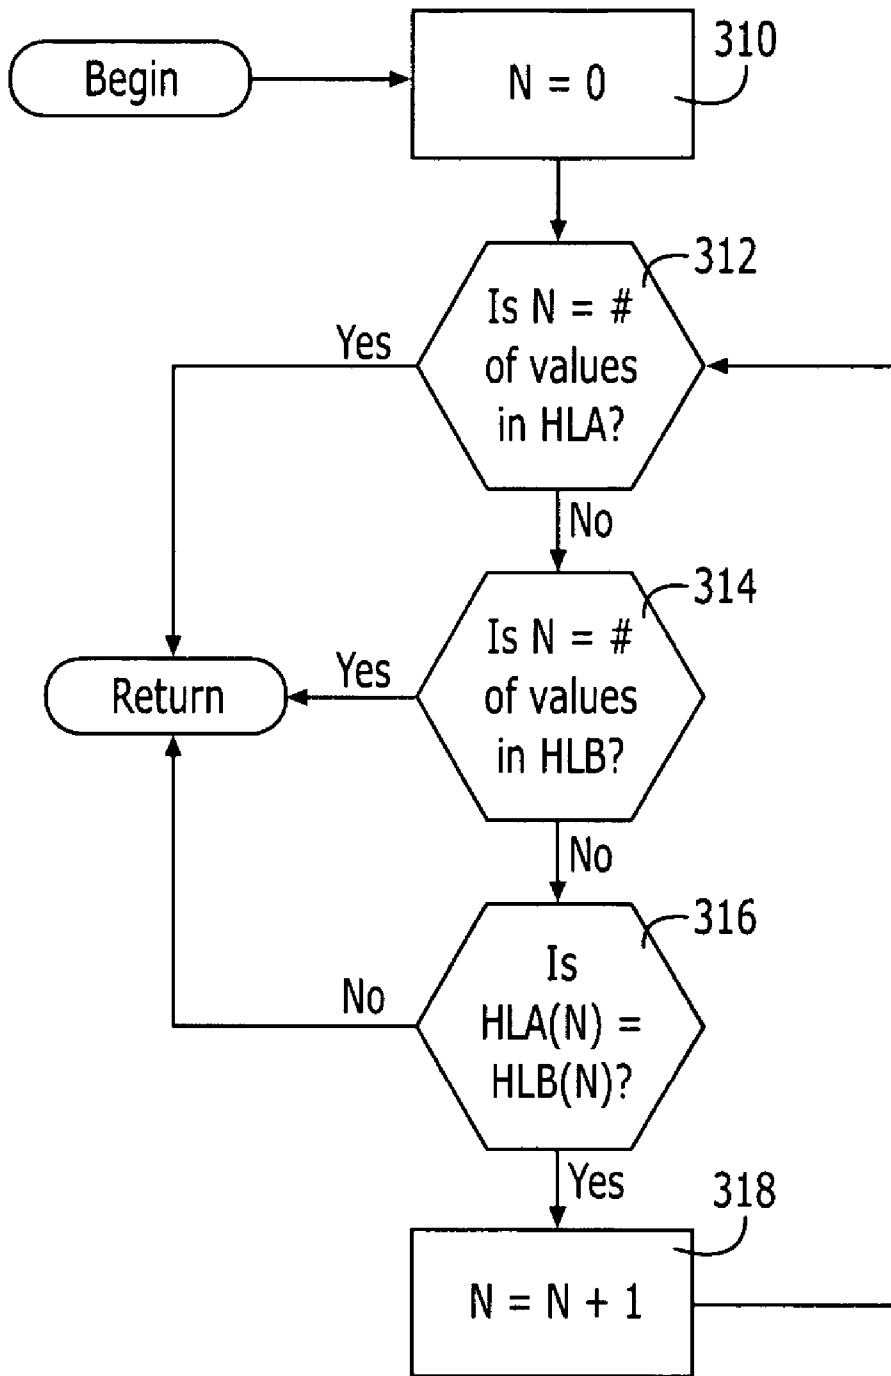 Begin
N = 0
310
Is N = #
of values
in HLA?
312
Yes
No
Is N = #
of values
in HLB?
314
Yes
Return
No
Is
HLA(N) =
HLB(N)?
316
No
Yes
N = N + 1
318